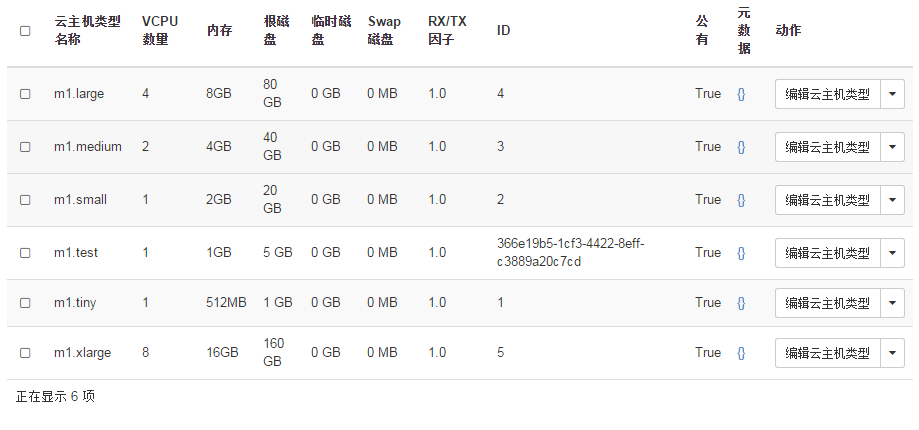 云主机类型名称 VCPU数量 内存 根磁盘 临时磁盘 Swap磁盘 RX/TX因子 ID 公有 元数据 动作
m1.large 4 8GB 80 GB 0 GB 0 MB 1.0 4 True {} 编辑云主机类型
m1.medium 2 4GB 40 GB 0 GB 0 MB 1.0 3 True {} 编辑云主机类型
m1.small 1 2GB 20 GB 0 GB 0 MB 1.0 2 True {} 编辑云主机类型
m1.test 1 1GB 5 GB 0 GB 0 MB 1.0 366e19b5-1cf3-4422-8eff-c3889a20c7cd True {} 编辑云主机类型
m1.tiny 1 512MB 1 GB 0 GB 0 MB 1.0 1 True {} 编辑云主机类型
m1.xlarge 8 16GB 160 GB 0 GB 0 MB 1.0 5 True {} 编辑云主机类型
正在显示 6 项